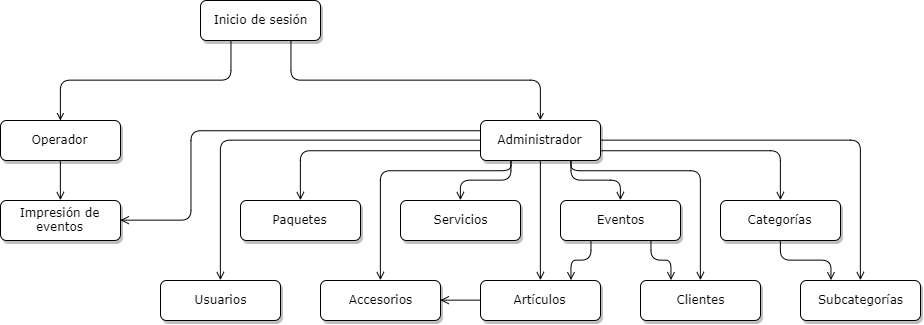 Inicio de sesión
Operador
Administrador
Impresión de
eventos
Paquetes
Servicios
Eventos
Categorías
Usuarios
Accesorios
Artículos
Clientes
Subcategorías